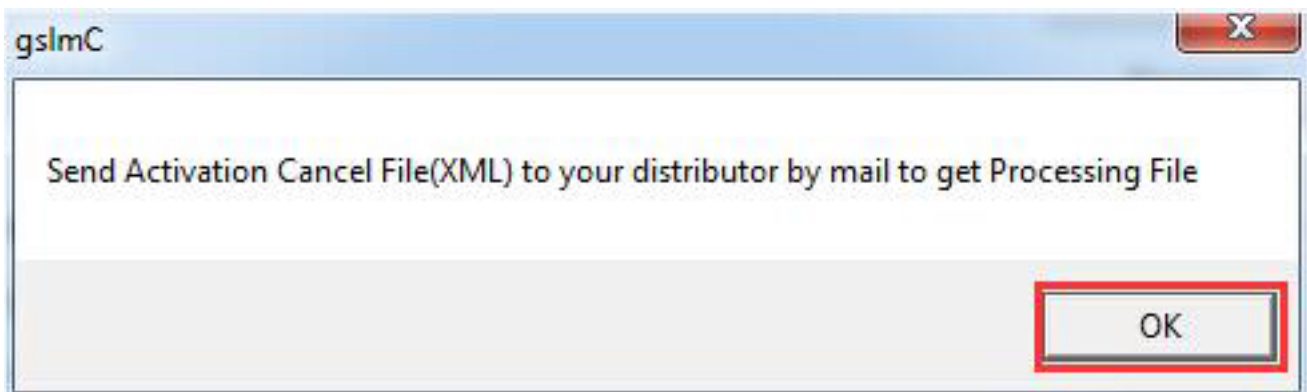 gslmC
Send Activation Cancel File(XML) to your distributor by mail to get Processing File
OK